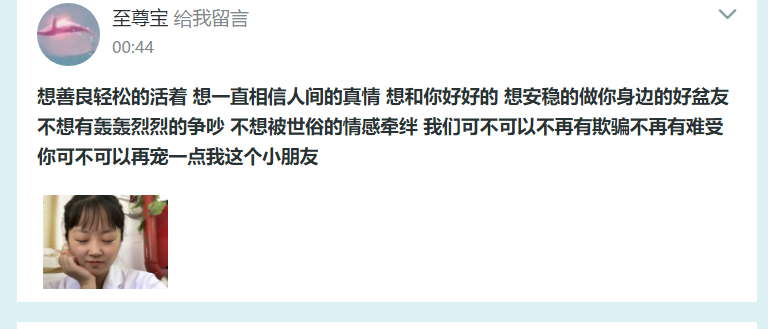 至尊宝 给我留言
00:44
想善良轻松的活着 想一直相信人间的真情 想和你好好的 想安稳的做你身边的好盆友
不想有轰轰烈烈的争吵 不想被世俗的情感牵绊 我们可不可以不再有欺骗不再有难受
你可不可以再宠一点我这个小朋友